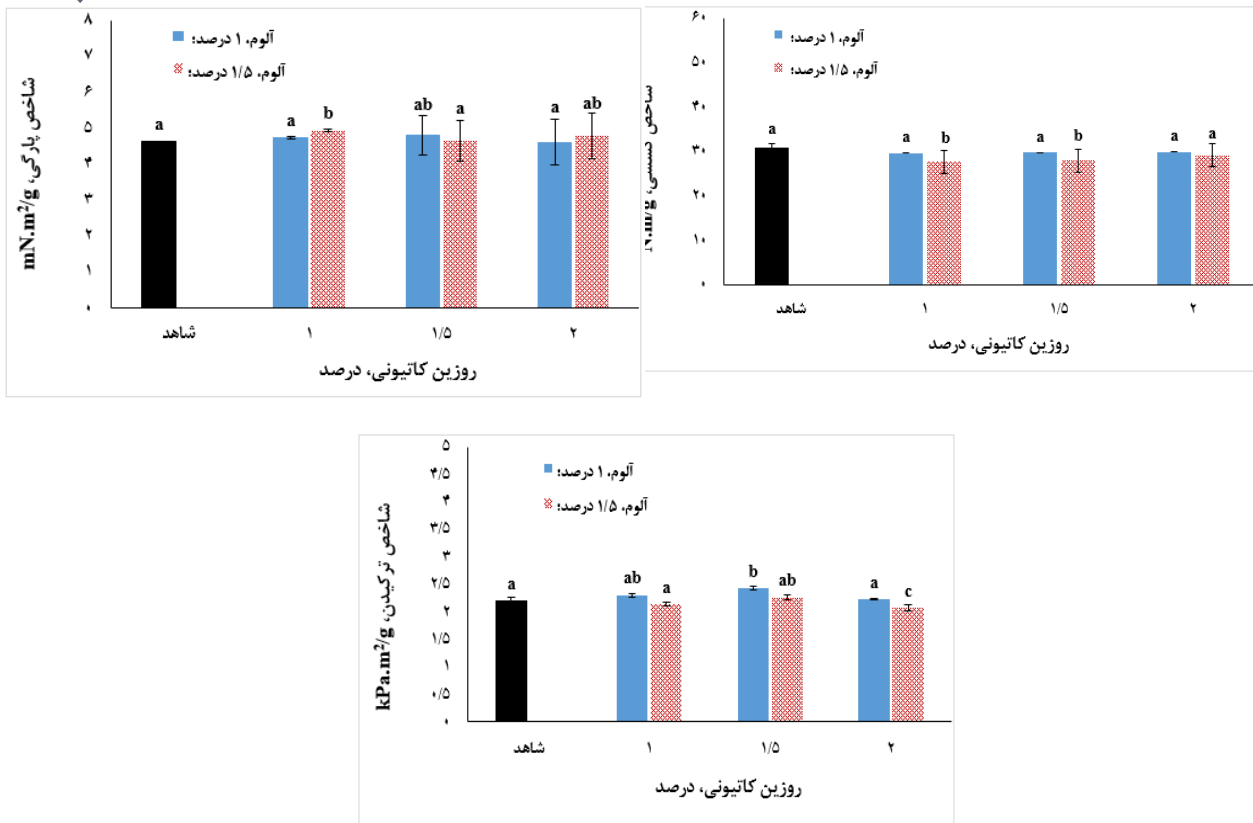 شاخص پارگی، mN.m²/g
۸
۷
۶
۵
۴
۳
۲
۱
۰
آلوم، ۱ درصد؛
آلوم، ۱/۵ درصد؛
a
a b
ab a
a ab
شاهد ۱ ۱/۵ ۲
روزین کاتیونی، درصد
شاخص کششی، N.m/g
۶۰
۵۰
۴۰
۳۰
۲۰
۱۰
۰
آلوم، ۱ درصد؛
آلوم، ۱/۵ درصد؛
a
a b
a b
a a
شاهد ۱ ۱/۵ ۲
روزین کاتیونی، درصد
شاخص ترکیدن، kPa.m²/g
۵
۴/۵
۴
۳/۵
۳
۲/۵
۲
۱/۵
۱
۰/۵
۰
آلوم، ۱ درصد؛
آلوم، ۱/۵ درصد؛
a
ab a
b ab
a c
شاهد ۱ ۱/۵ ۲
روزین کاتیونی، درصد